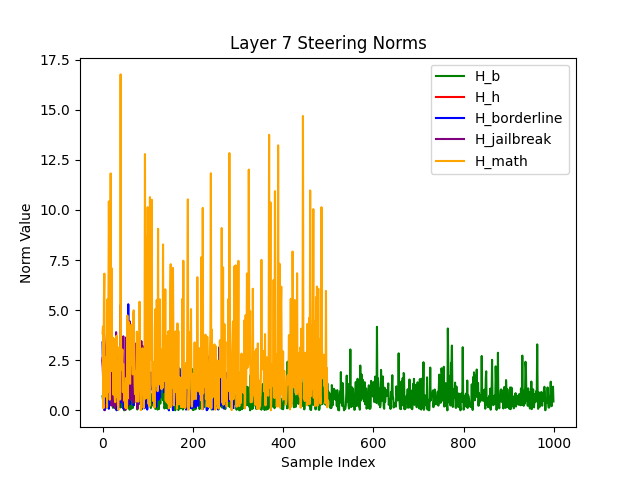 Layer 7 Steering Norms
17.5
15.0
12.5
10.0
7.5
5.0
2.5
0.0
Norm Value
H_b
H_h
H_borderline
H_jailbreak
H_math
0 200 400 600 800 1000
Sample Index